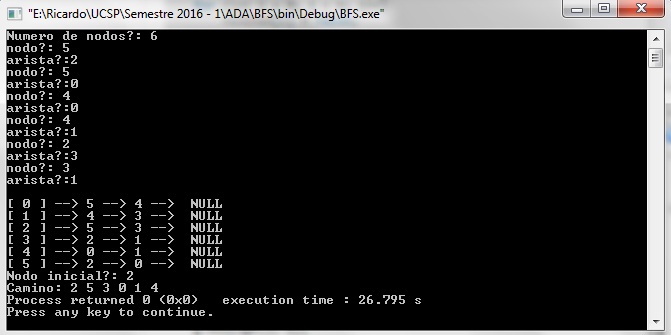 "E:\Ricardo\UCSP\Semestre 2016 - 1\ADA\BFS\bin\Debug\BFS.exe"
Numero de nodos?: 6
nodo?: 5
arista?:2
nodo?: 5
arista?:0
nodo?: 4
arista?:0
nodo?: 4
arista?:1
nodo?: 2
arista?:3
nodo?: 3
arista?:1
[ 0 ] --> 5 --> 4 -->  NULL
[ 1 ] --> 4 --> 3 -->  NULL
[ 2 ] --> 5 --> 3 -->  NULL
[ 3 ] --> 2 --> 1 -->  NULL
[ 4 ] --> 0 --> 1 -->  NULL
[ 5 ] --> 2 --> 0 -->  NULL
Nodo inicial?: 2
Camino: 2 5 3 0 1 4
Process returned 0 (0x0)   execution time : 26.795 s
Press any key to continue.